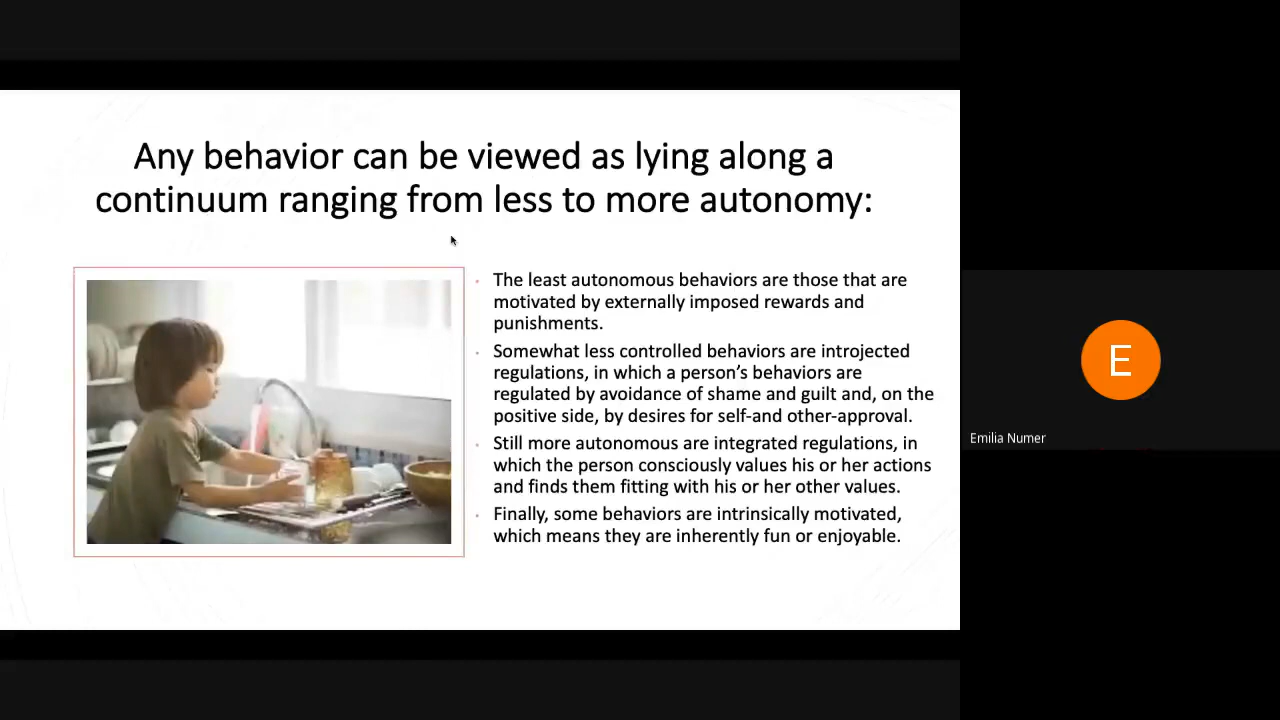 Any behavior can be viewed as lying along a
continuum ranging from less to more autonomy:
The least autonomous behaviors are those that are
motivated by externally imposed rewards and
punishments.
Somewhat less controlled behaviors are introjected
regulations, in which a person’s behaviors are
regulated by avoidance of shame and guilt and, on the
positive side, by desires for self-and other-approval.
Still more autonomous are integrated regulations, in
which the person consciously values his or her actions
and finds them fitting with his or her other values.
Finally, some behaviors are intrinsically motivated,
which means they are inherently fun or enjoyable.
E
Emilia Numer